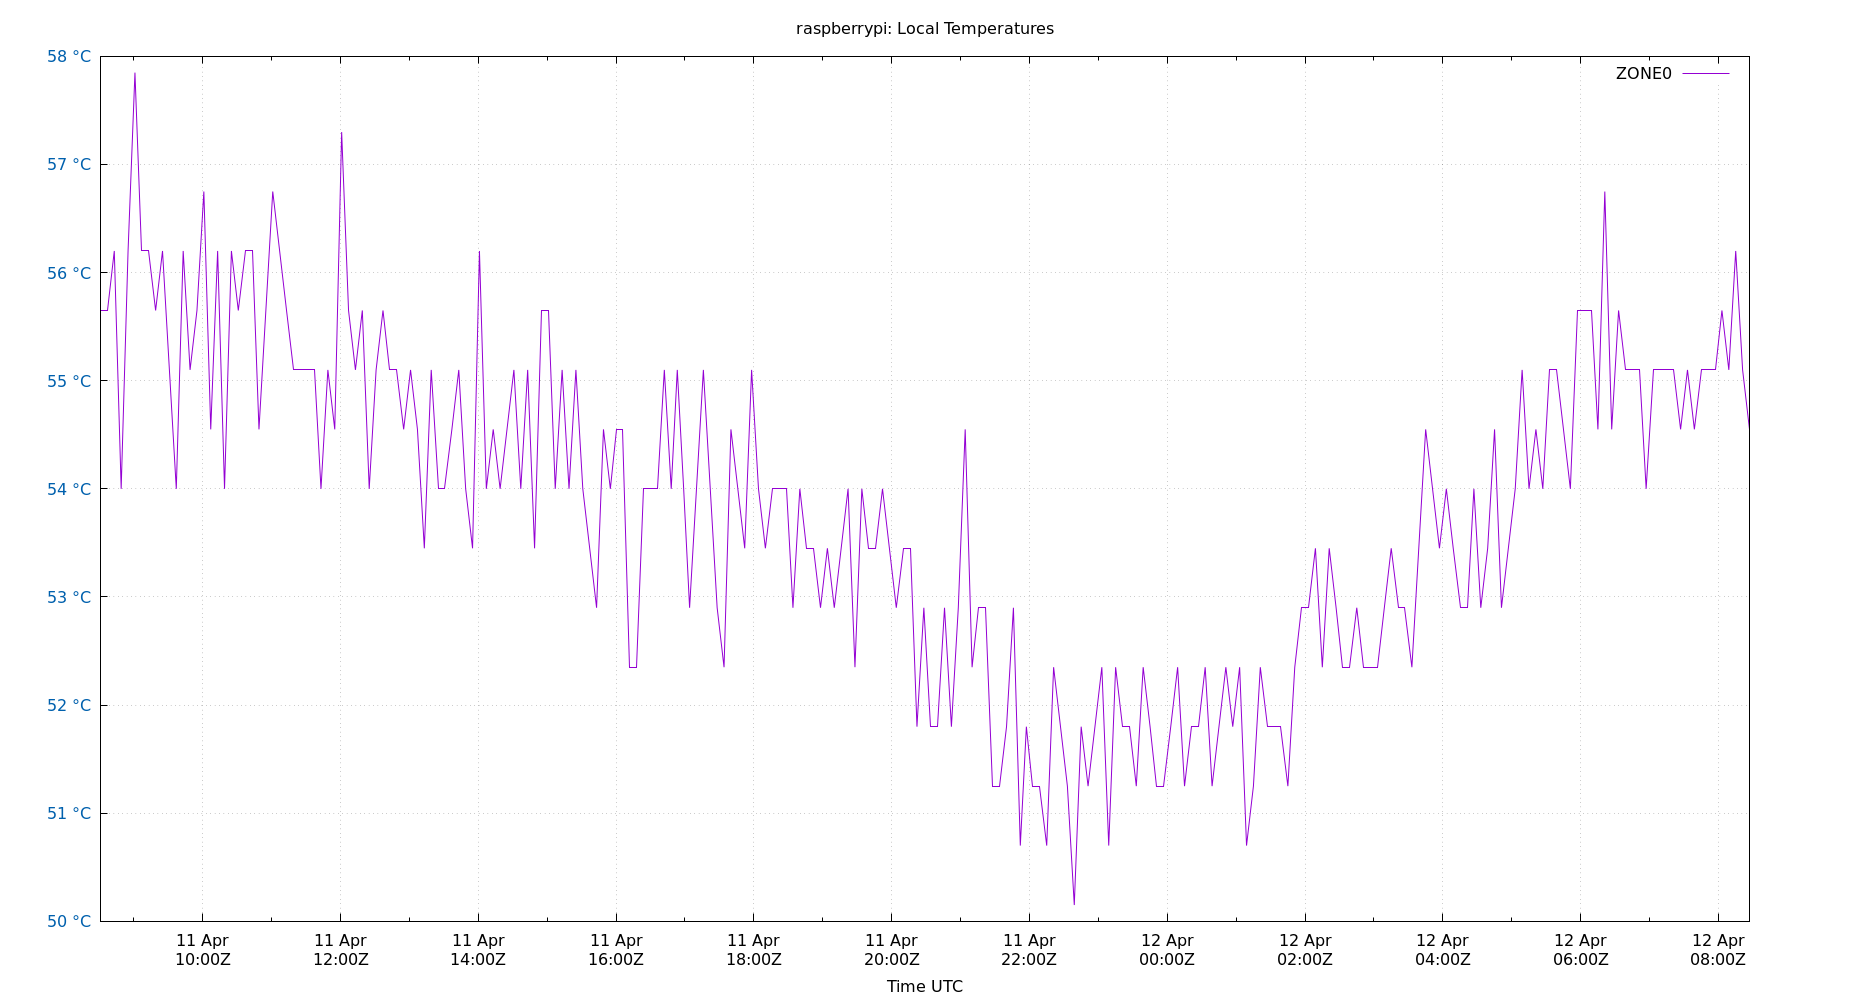 raspberrypi: Local Temperatures
58 °C
ZONE0
57 °C
56 °C
55 °C
54 °C
53 °C
52 °C
51 °C
50 °C
11 Apr 11 Apr 11 Apr 11 Apr 11 Apr 11 Apr 11 Apr 12 Apr 12 Apr 12 Apr 12 Apr 12 Apr
10:00Z 12:00Z 14:00Z 16:00Z 18:00Z 20:00Z 22:00Z 00:00Z 02:00Z 04:00Z 06:00Z 08:00Z
Time UTC